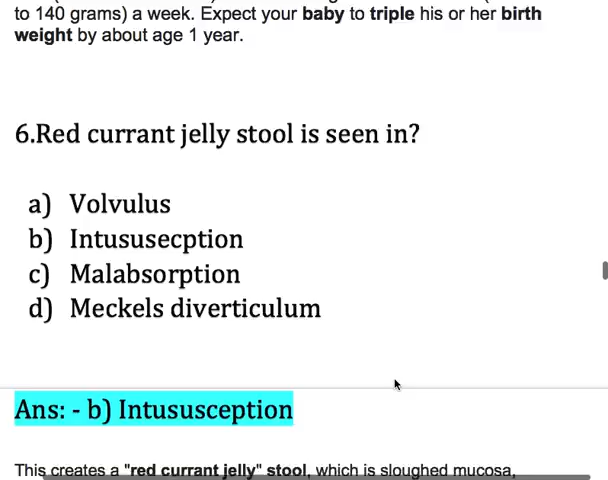 to 140 grams) a week. Expect your baby to triple his or her birth
weight by about age 1 year.
6.Red currant jelly stool is seen in?
a) Volvulus
b) Intususecption
c) Malabsorption
d) Meckels diverticulum
Ans: - b) Intususception
This creates a "red currant jelly" stool, which is sloughed mucosa,